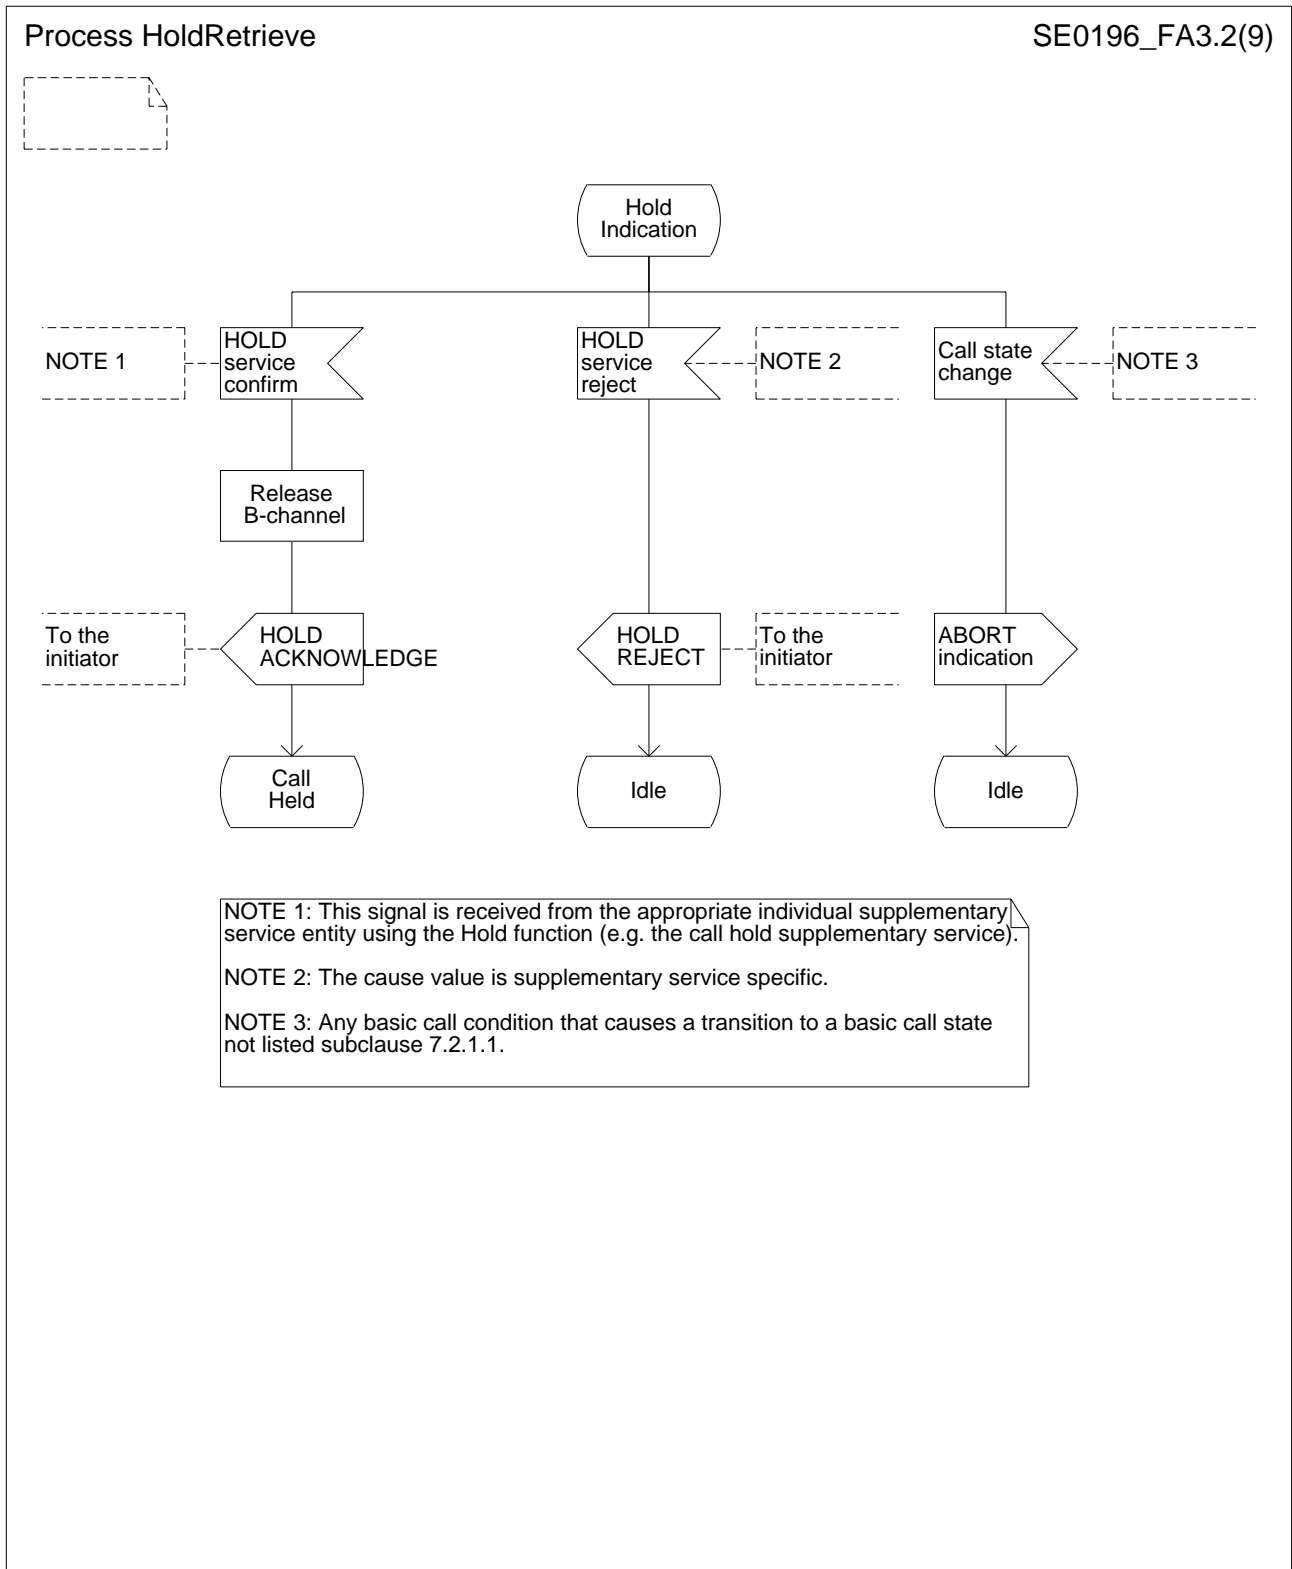 Process HoldRetrieve
SE0196_FA3.2(9)
Hold
Indication
NOTE 1
HOLD
service
confirm
HOLD
service
reject
NOTE 2
Call state
change
NOTE 3
Release
B-channel
To the
initiator
HOLD
ACKNOWLEDGE
HOLD
REJECT
To the
initiator
ABORT
indication
Call
Held
Idle
Idle
NOTE 1: This signal is received from the appropriate individual supplementary
service entity using the Hold function (e.g. the call hold supplementary service).
NOTE 2: The cause value is supplementary service specific.
NOTE 3: Any basic call condition that causes a transition to a basic call state
not listed subclause 7.2.1.1.